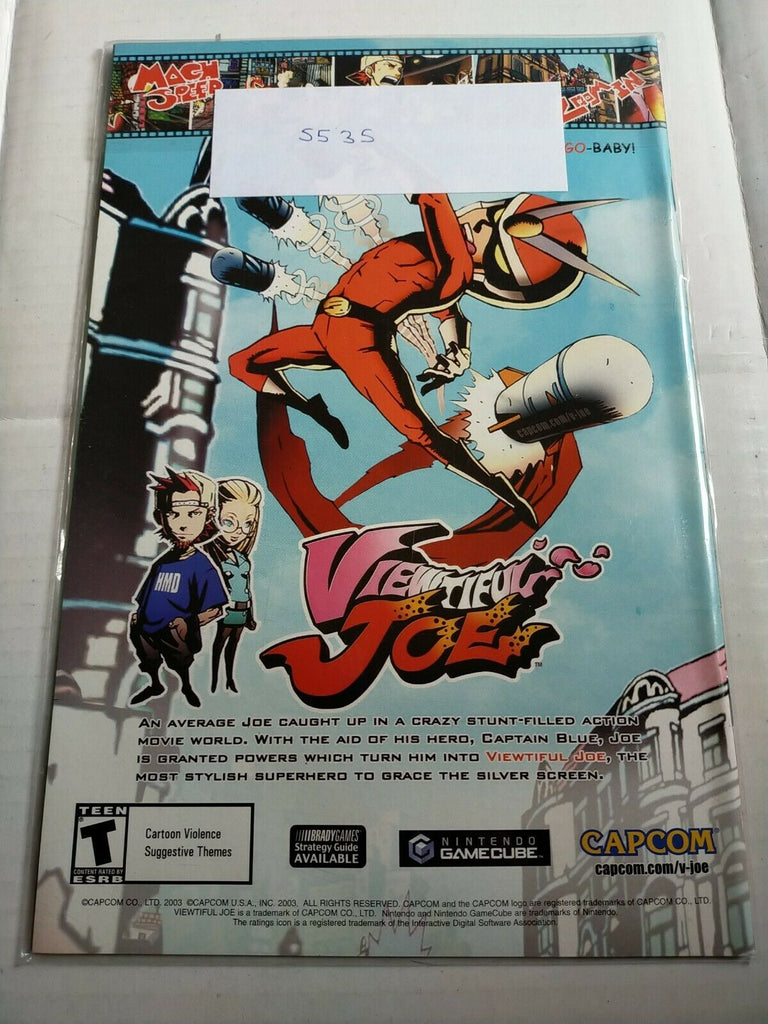 MACH
SPEED
ZOOM IN
5535
GO-BABY!
capcom.com/v-joe
HMD
VIEWTIFUL
JOE
TM
AN AVERAGE JOE CAUGHT UP IN A CRAZY STUNT-FILLED ACTION
MOVIE WORLD. WITH THE AID OF HIS HERO, CAPTAIN BLUE, JOE
IS GRANTED POWERS WHICH TURN HIM INTO VIEWTIFUL JOE, THE
MOST STYLISH SUPERHERO TO GRACE THE SILVER SCREEN.
TEEN
T
CONTENT RATED BY
ESRB
Cartoon Violence
Suggestive Themes
BRADYGAMES
Strategy Guide
AVAILABLE
NINTENDO
GAMECUBE
CAPCOM
capcom.com/v-joe
©CAPCOM CO., LTD. 2003 ©CAPCOM U.S.A., INC. 2003. ALL RIGHTS RESERVED. CAPCOM and the CAPCOM logo are registered trademarks of CAPCOM CO., LTD.
VIEWTIFUL JOE is a trademark of CAPCOM CO., LTD. Nintendo and Nintendo GameCube are trademarks of Nintendo.
The ratings icon is a registered trademark of the Interactive Digital Software Association.